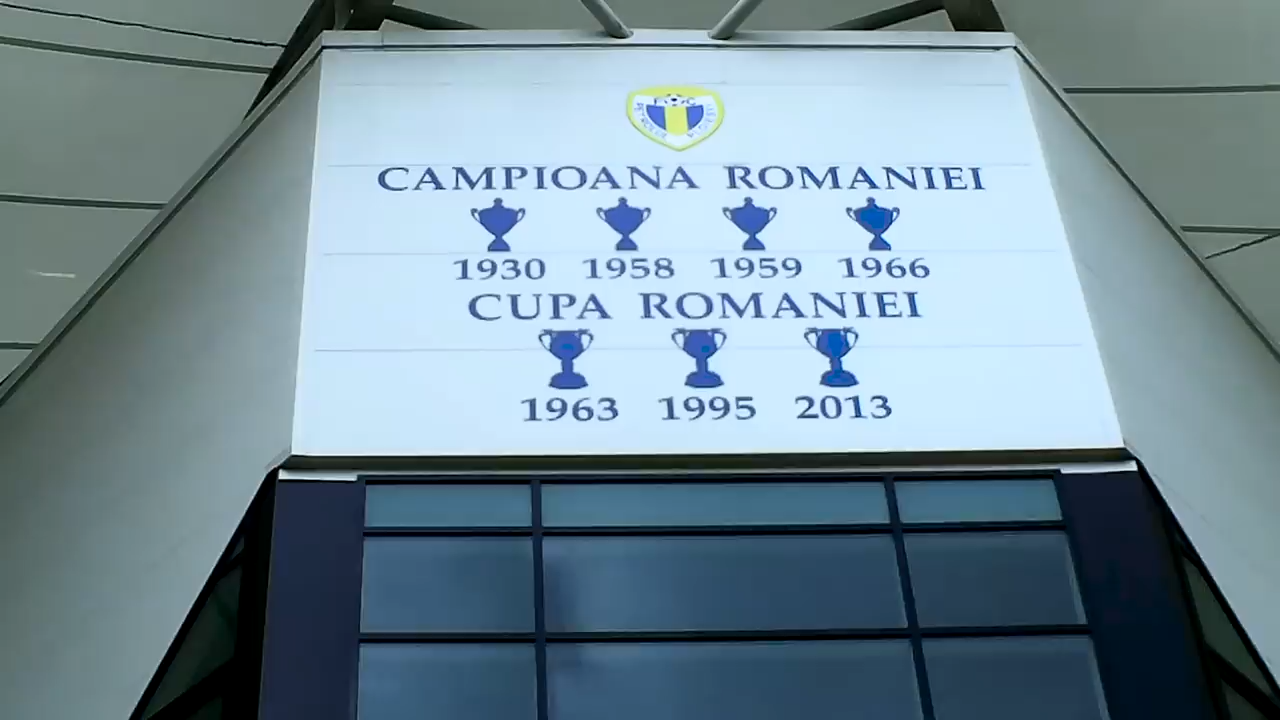 CAMPIOANA ROMANIEI
1930 1958 1959 1966
CUPA ROMANIEI
1963 1995 2013